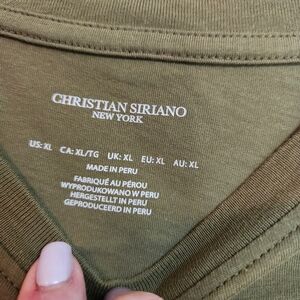 CHRISTIAN SIRIANO
NEW YORK
US: XL CA: XL/TG UK: XL EU: XL AU: XL
MADE IN PERU
FABRIQUÉ AU PÉROU
WYPRODUKOWANO W PERU
HERGESTELLT IN PERU
GEPRODUCEERD IN PERU